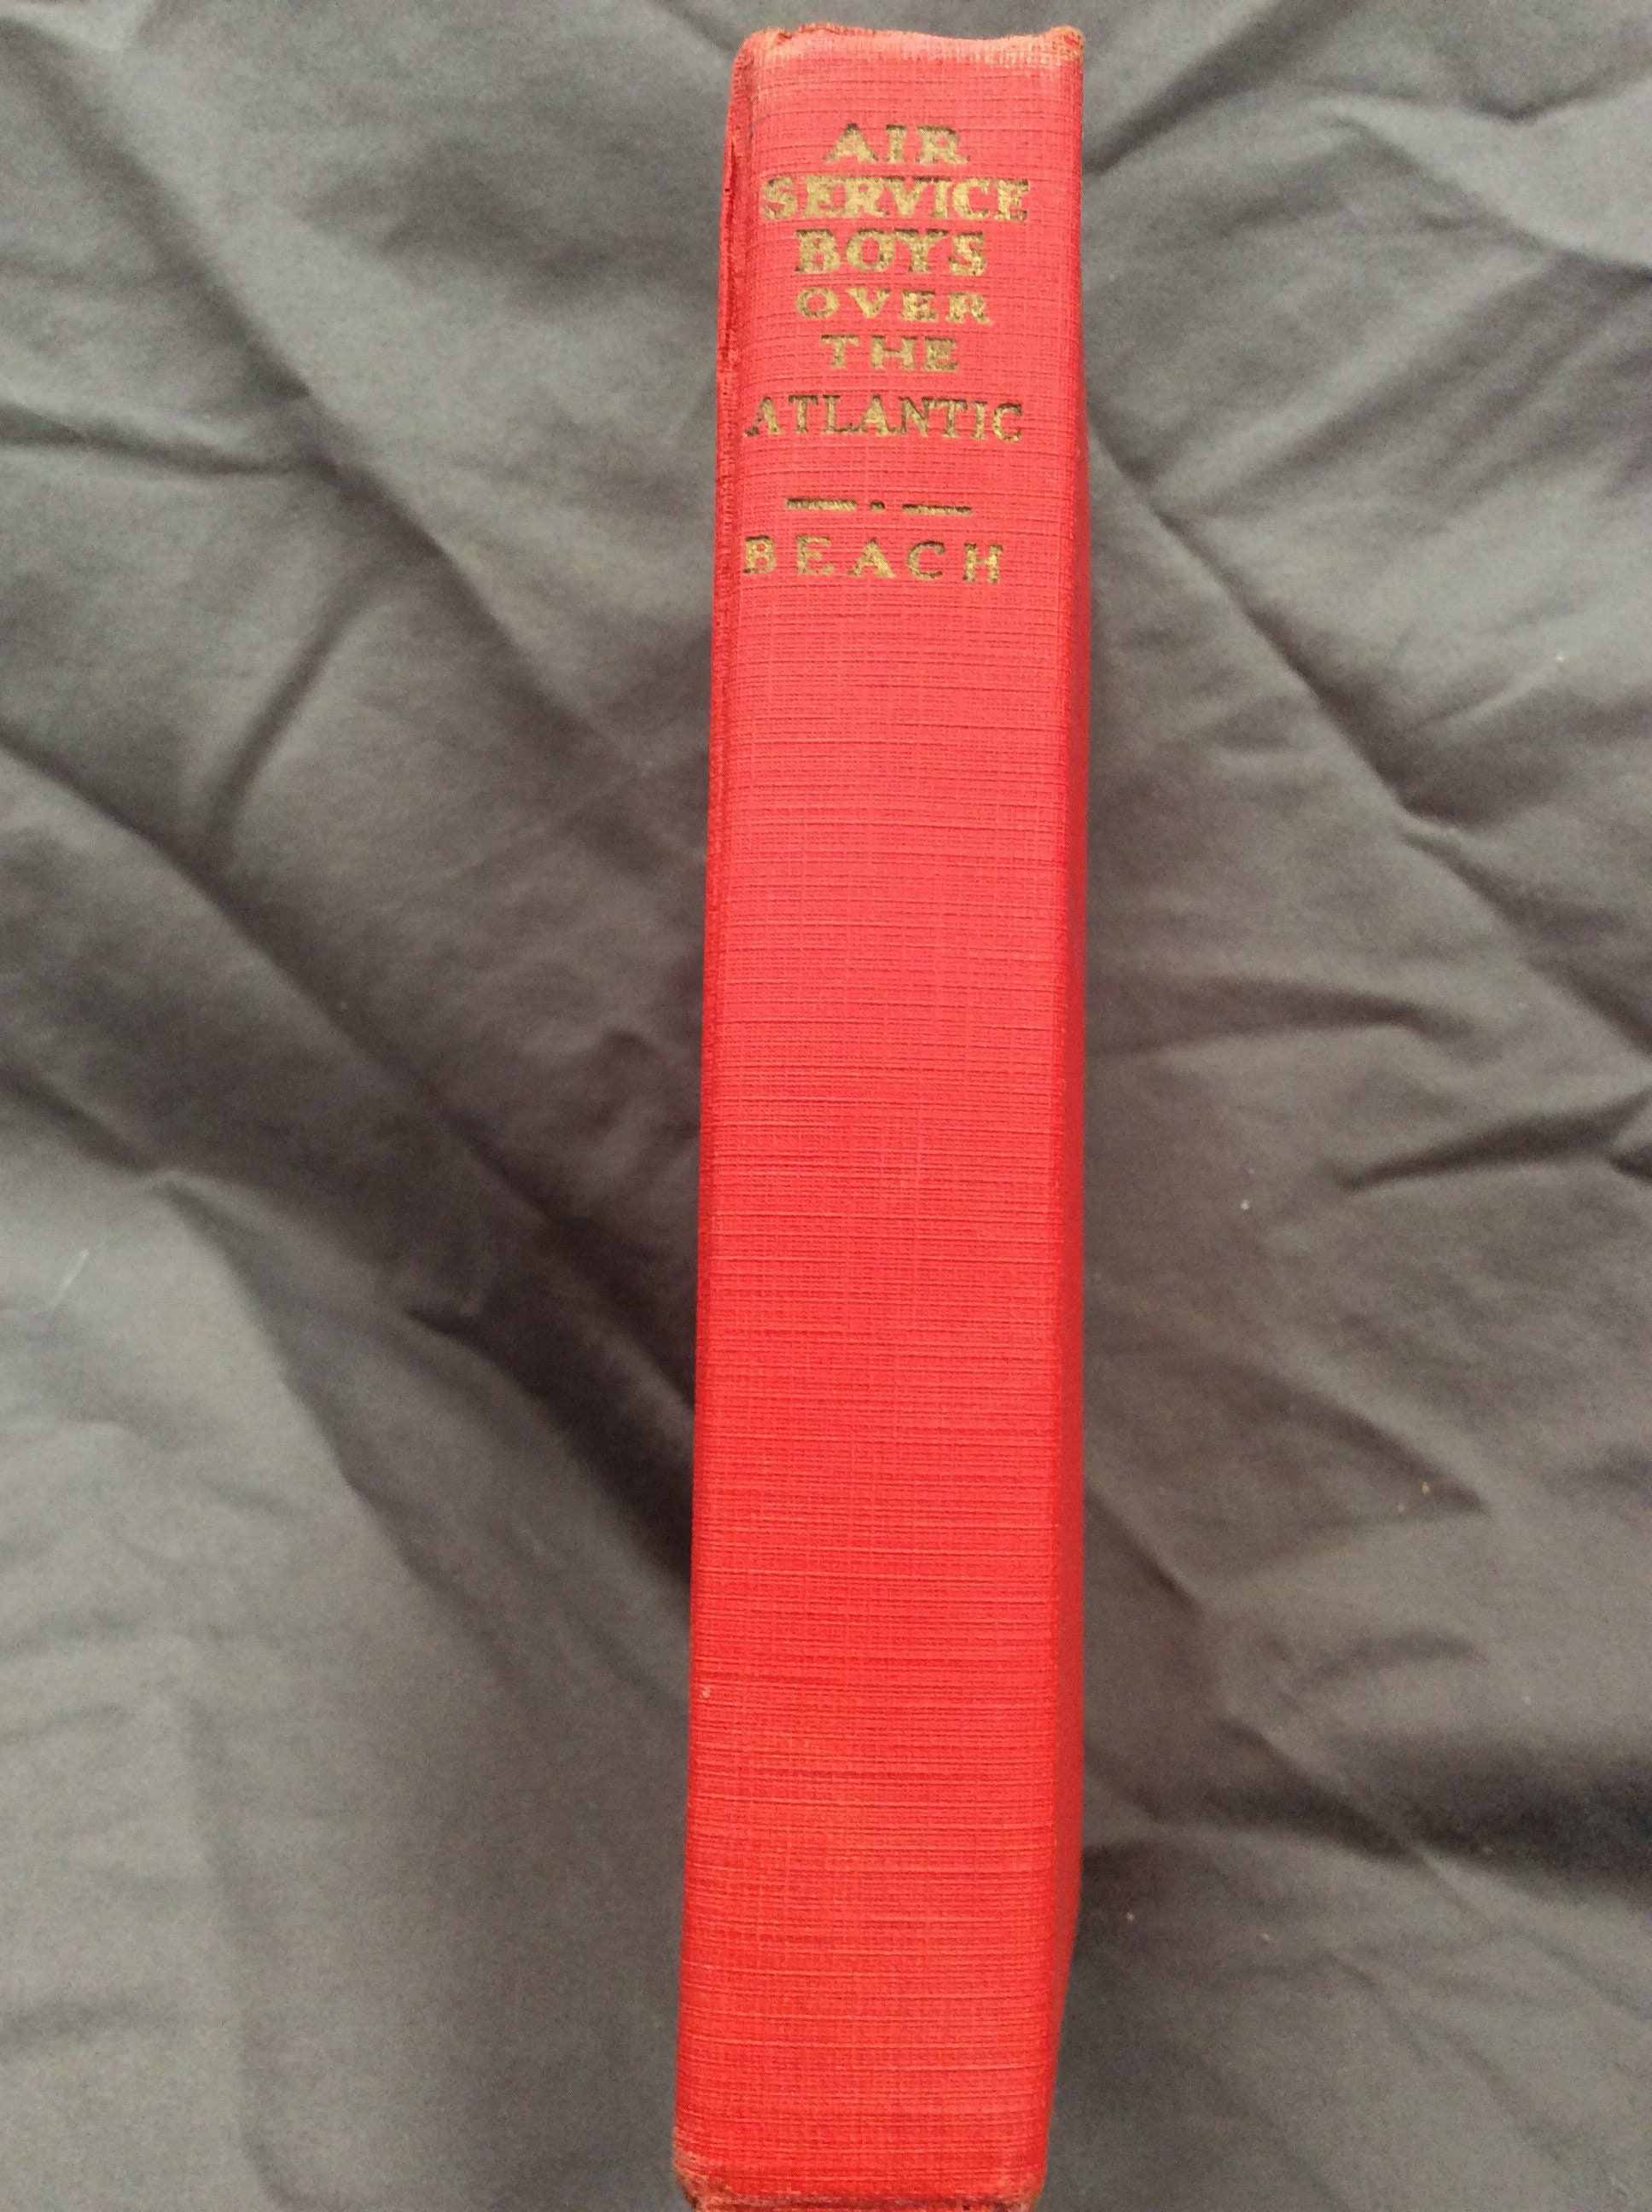 AIR
SERVICE
BOYS
OVER
THE
ATLANTIC
BEACH